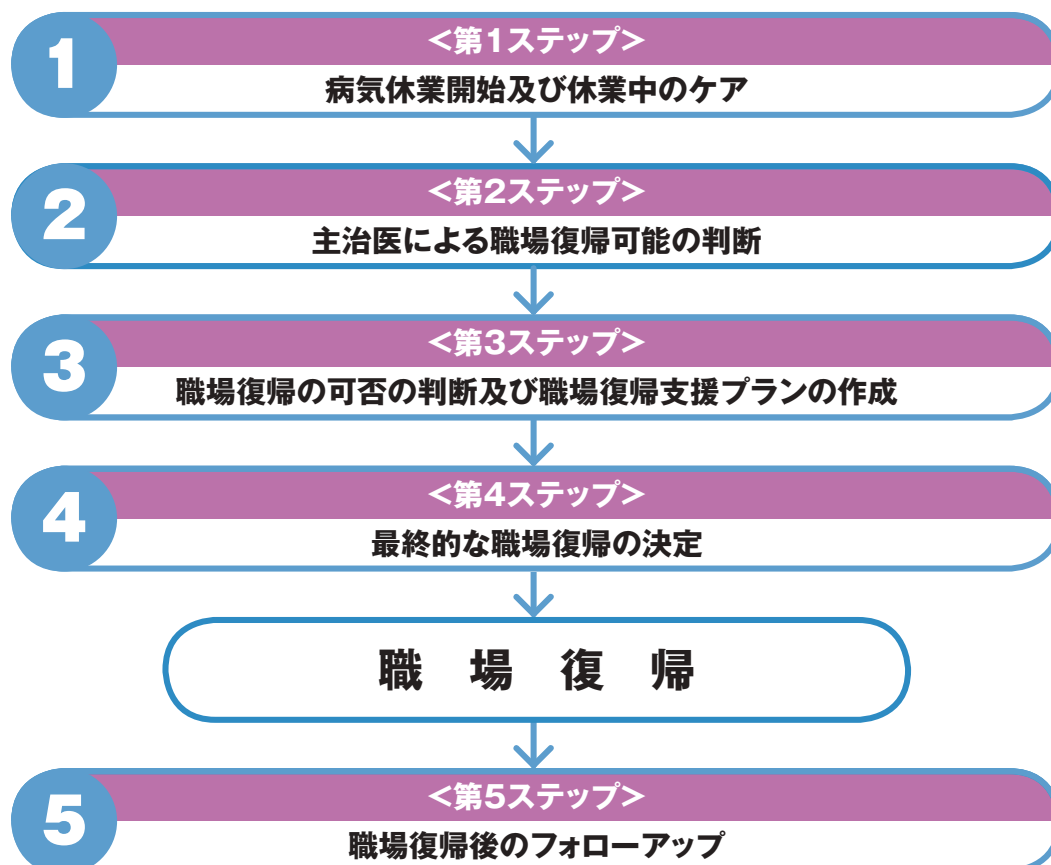 1
<第1ステップ>
病気休業開始及び休業中のケア
2
<第2ステップ>
主治医による職場復帰可能の判断
3
<第3ステップ>
職場復帰の可否の判断及び職場復帰支援プランの作成
4
<第4ステップ>
最終的な職場復帰の決定
職 場 復 帰
5
<第5ステップ>
職場復帰後のフォローアップ